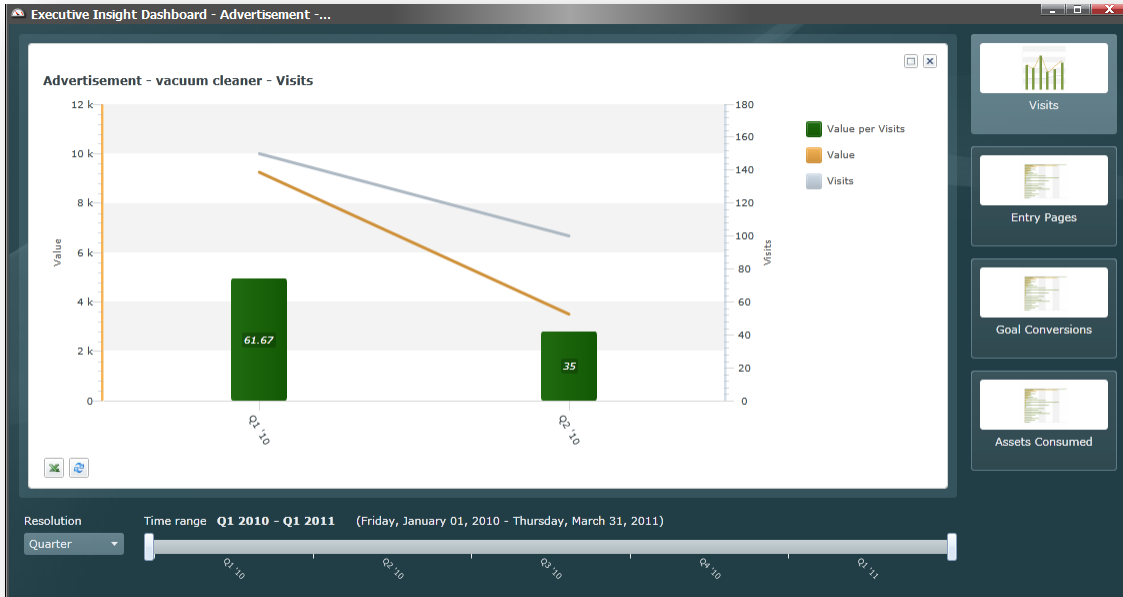 Executive Insight Dashboard - Advertisement -...
Advertisement - vacuum cleaner - Visits
12 k
10 k
8 k
6 k
4 k
2 k
0
Value
61.67
35
Q1 '10
Q2 '10
180
160
140
120
100
80
60
40
20
0
Visits
Value per Visits
Value
Visits
Visits
Entry Pages
Goal Conversions
Assets Consumed
Resolution
Quarter
Time range Q1 2010 - Q1 2011 (Friday, January 01, 2010 - Thursday, March 31, 2011)
Q1 '10
Q2 '10
Q3 '10
Q4 '10
Q1 '11